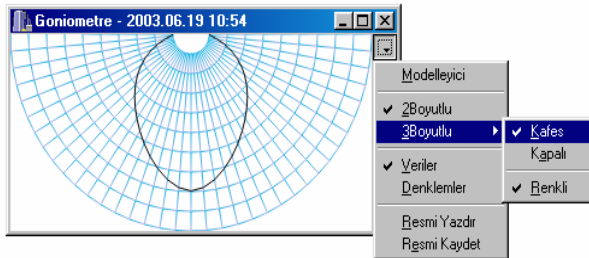 Goniometre - 2003.06.19 10:54
Modelleyici
2Boyutlu
3Boyutlu
Kafes
Kapalı
Veriler
Renkli
Denklemler
Resmi Yazdır
Resmi Kaydet